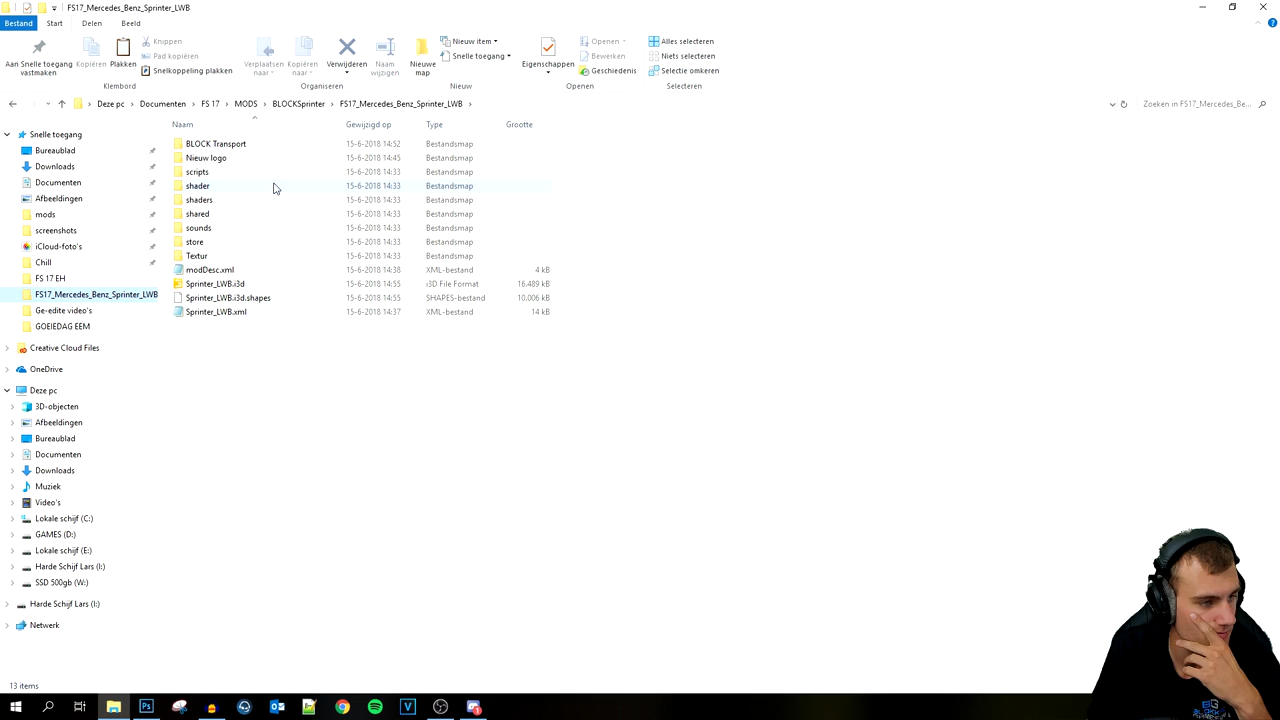 FS17_Mercedes_Benz_Sprinter_LWB
Bestand Start Delen Beeld
Aan Snelle toegang vastmaken
Kopiëren
Plakken
Knippen
Pad kopiëren
Snelkoppeling plakken
Klembord
Verplaatsen naar
Kopiëren naar
Verwijderen
Naam wijzigen
Organiseren
Nieuwe map
Nieuw item
Snelle toegang
Nieuw
Eigenschappen
Openen
Bewerken
Geschiedenis
Openen
Alles selecteren
Niets selecteren
Selectie omkeren
Selecteren
Deze pc > Documenten > FS 17 > MODS > BLOCKSprinter > FS17_Mercedes_Benz_Sprinter_LWB >
Zoeken in FS17_Mercedes_Be...
Snelle toegang
Bureaublad
Downloads
Documenten
Afbeeldingen
mods
screenshots
iCloud-foto's
Chill
FS 17 EH
FS17_Mercedes_Benz_Sprinter_LWB
Ge-edite video's
GOEIEDAG EEM
Creative Cloud Files
OneDrive
Deze pc
3D-objecten
Afbeeldingen
Bureaublad
Documenten
Downloads
Muziek
Video's
Lokale schijf (C:)
GAMES (D:)
Lokale schijf (E:)
Harde Schijf Lars (I:)
SSD 500gb (W:)
Harde Schijf Lars (I:)
Netwerk
Naam Gewijzigd op Type Grootte
BLOCK Transport 15-6-2018 14:52 Bestandsmap
Nieuw logo 15-6-2018 14:45 Bestandsmap
scripts 15-6-2018 14:33 Bestandsmap
shader 15-6-2018 14:33 Bestandsmap
shaders 15-6-2018 14:33 Bestandsmap
shared 15-6-2018 14:33 Bestandsmap
sounds 15-6-2018 14:33 Bestandsmap
store 15-6-2018 14:33 Bestandsmap
Textur 15-6-2018 14:33 Bestandsmap
modDesc.xml 15-6-2018 14:38 XML-bestand 4 kB
Sprinter_LWB.i3d 15-6-2018 14:55 i3D File Format 16.489 kB
Sprinter_LWB.i3d.shapes 15-6-2018 14:55 SHAPES-bestand 10.006 kB
Sprinter_LWB.xml 15-6-2018 14:37 XML-bestand 14 kB
13 items